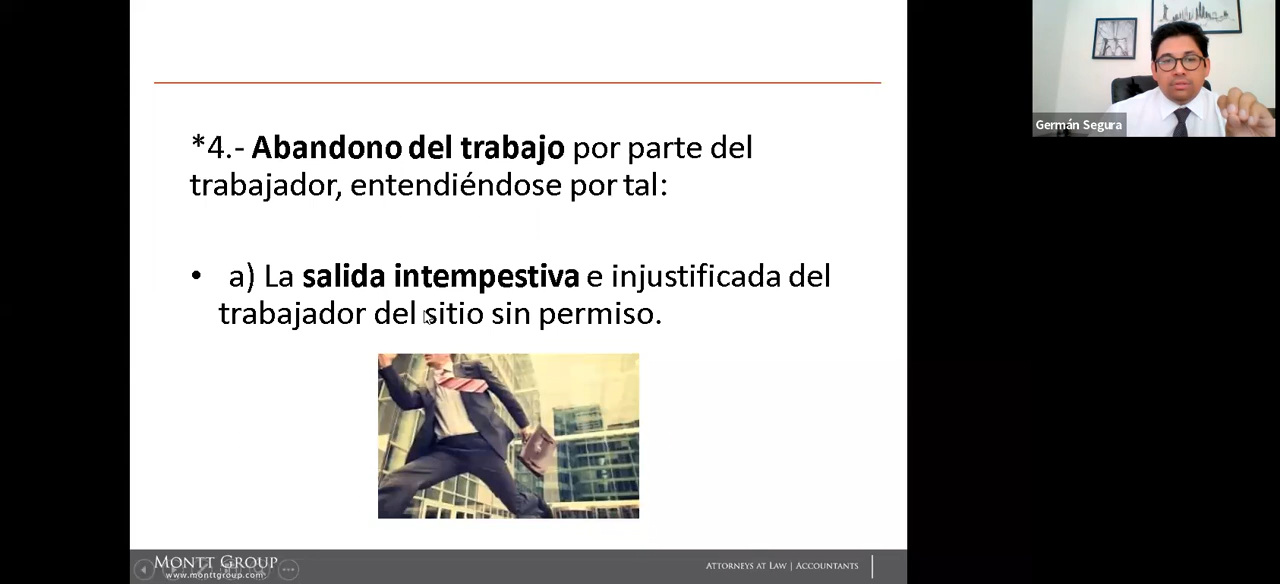 *4.- Abandono del trabajo por parte del
trabajador, entendiéndose por tal:
• a) La salida intempestiva e injustificada del
trabajador del sitio sin permiso.
Montt Group
www.monttgroup.com
Attorneys at Law | Accountants
Germán Segura